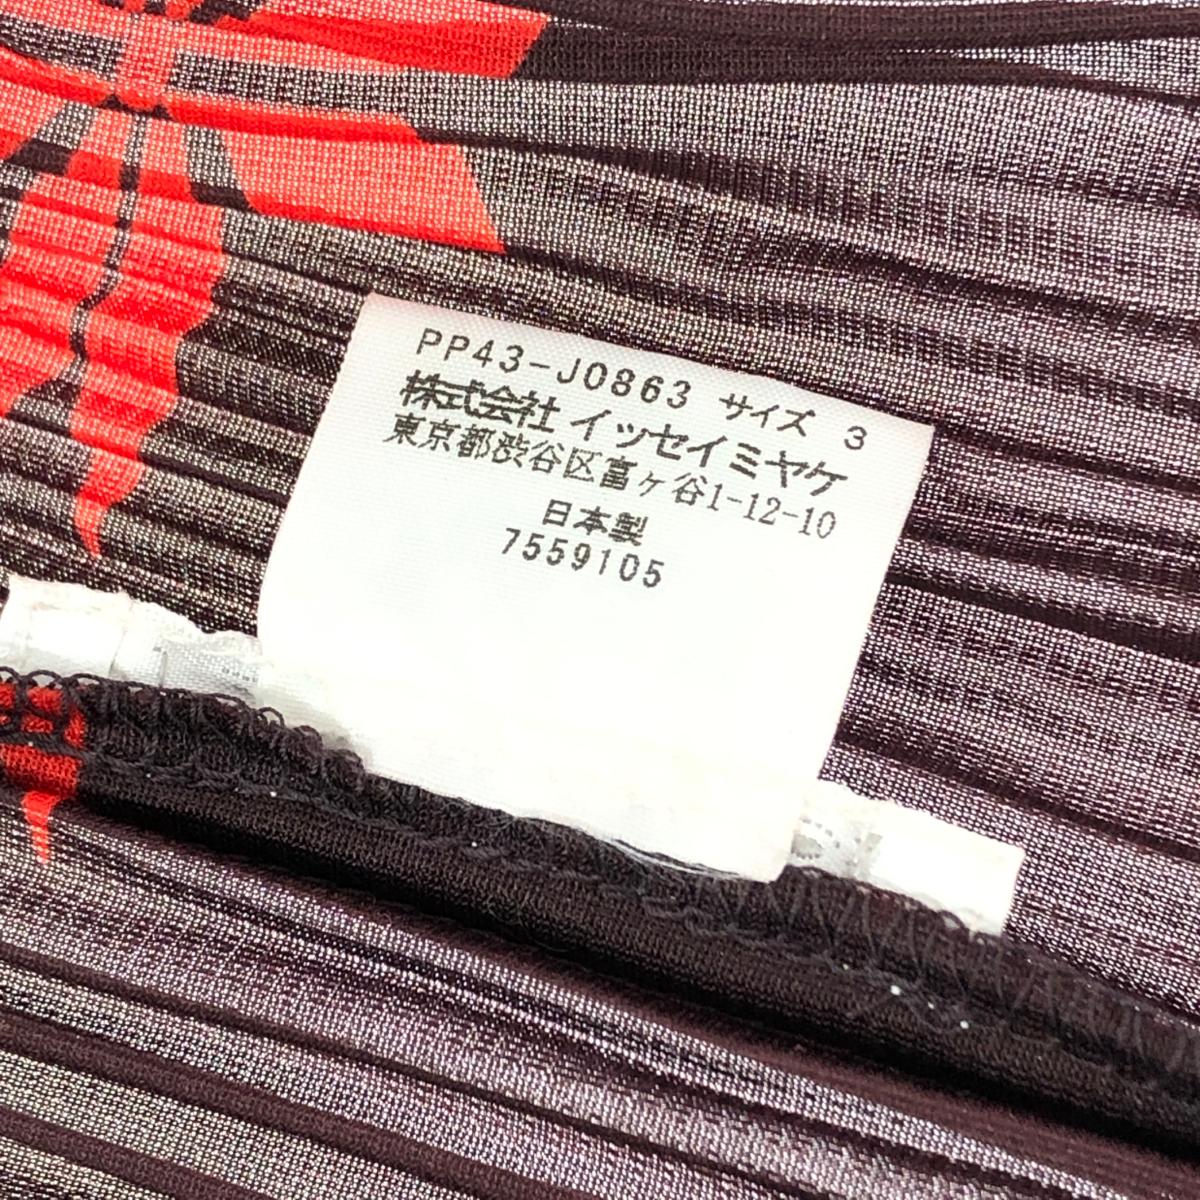 PP43-JO863 サイズ 3
株式会社 イッセイミヤケ
東京都渋谷区富ヶ谷1-12-10
日本製
7559105